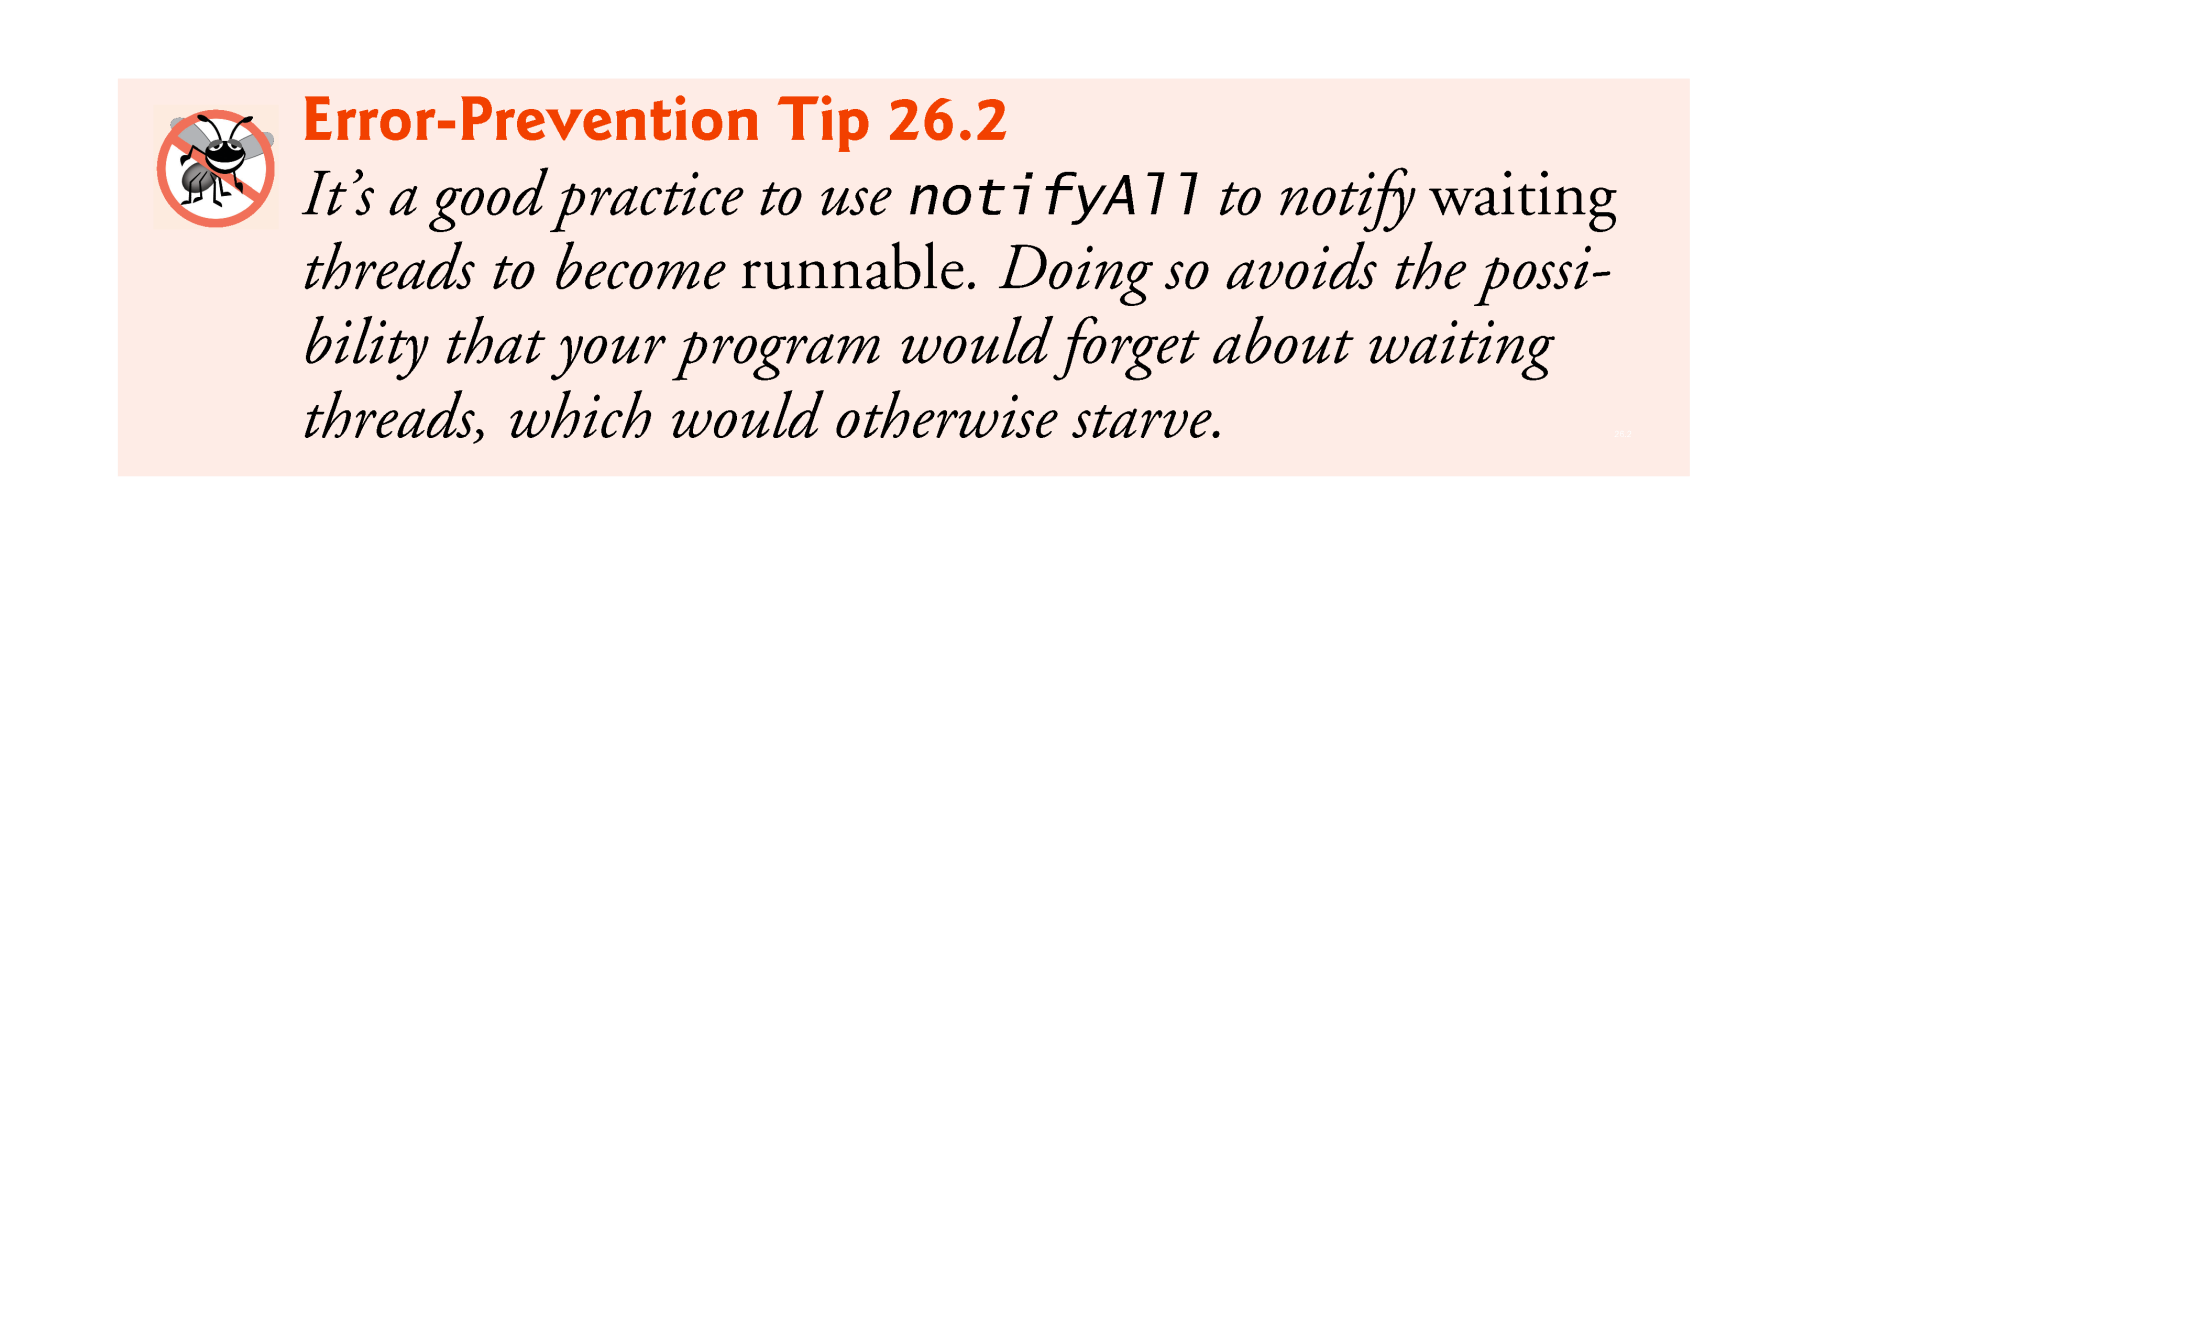 Error-Prevention Tip 26.2
It’s a good practice to use notifyAll to notify waiting
threads to become runnable. Doing so avoids the possi-
bility that your program would forget about waiting
threads, which would otherwise starve.